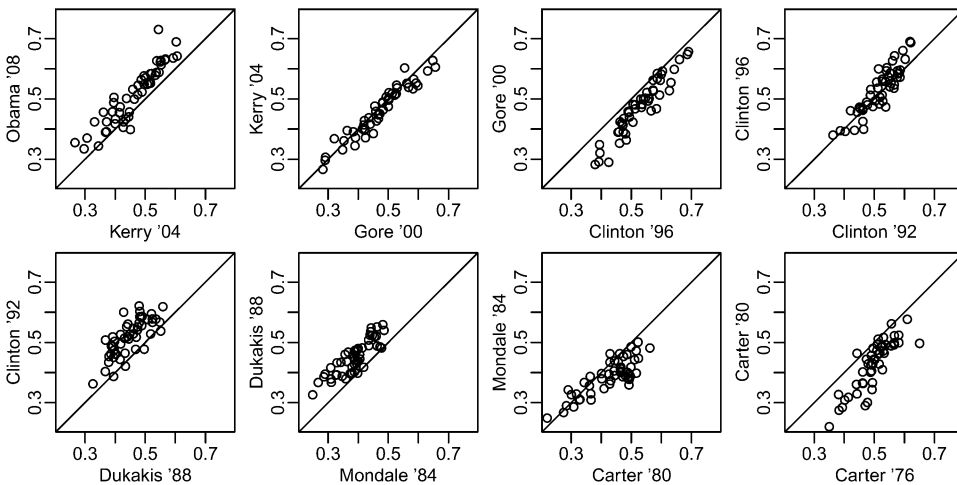 Obama '08
0.3 0.5 0.7
0.3 0.5 0.7
Kerry '04
Kerry '04
0.3 0.5 0.7
0.3 0.5 0.7
Gore '00
Gore '00
0.3 0.5 0.7
0.3 0.5 0.7
Clinton '96
Clinton '96
0.3 0.5 0.7
0.3 0.5 0.7
Clinton '92
Clinton '92
0.3 0.5 0.7
0.3 0.5 0.7
Dukakis '88
Dukakis '88
0.3 0.5 0.7
0.3 0.5 0.7
Mondale '84
Mondale '84
0.3 0.5 0.7
0.3 0.5 0.7
Carter '80
Carter '80
0.3 0.5 0.7
0.3 0.5 0.7
Carter '76